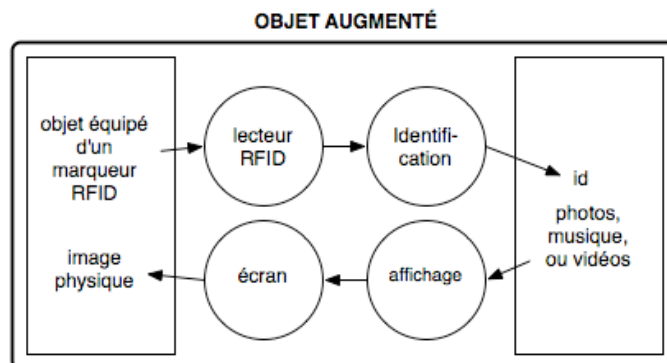 OBJET AUGMENTÉ
objet équipé
d'un
marqueur
RFID
lecteur
RFID
Identifi-
cation
id
photos,
musique,
ou vidéos
affichage
écran
image
physique